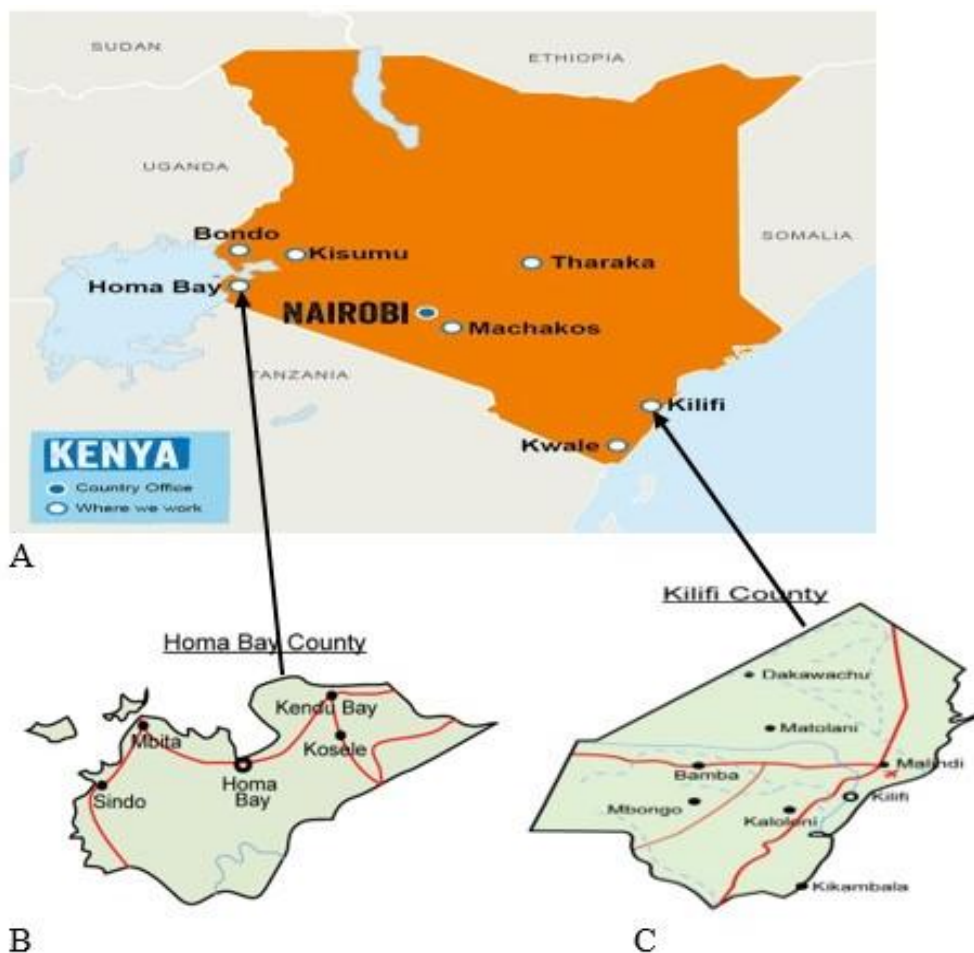 SUDAN
ETHIOPIA
UGANDA
SOMALIA
Bondo
Kisumu
Tharaka
Homa Bay
NAIROBI
Machakos
TANZANIA
Kilifi
Kwale
KENYA
Country Office
Where we work
A
Homa Bay County
Kendu Bay
Mbita
Kosele
Homa
Bay
Sindo
B
Kilifi County
Dakawachu
Matolani
Bamba
Malindi
Mbongo
Kilifi
Kaloleni
Kikambala
C